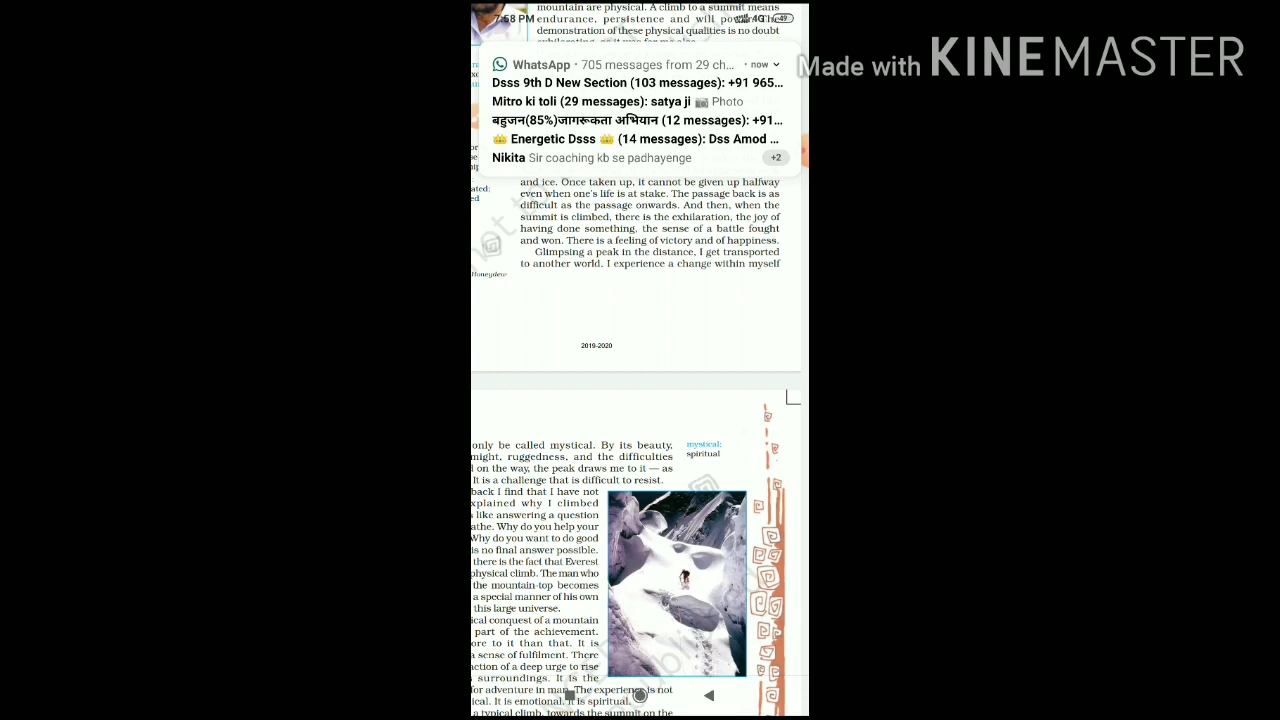 mountain are physical. A climb to a summit means
7:58 PM
endurance, persistence and will power. The
4G
49
demonstration of these physical qualities is no doubt
Made with KINEMASTER
WhatsApp · 705 messages from 29 ch... • now
Dsss 9th D New Section (103 messages): +91 965...
Mitro ki toli (29 messages): satya ji 📷 Photo
बहुजन(85%)जागरूकता अभियान (12 messages): +91...
👑 Energetic Dsss 👑 (14 messages): Dss Amod ...
Nikita Sir coaching kb se padhayenge
+2
and ice. Once taken up, it cannot be given up halfway
even when one's life is at stake. The passage back is as
difficult as the passage onwards. And then, when the
summit is climbed, there is the exhilaration, the joy of
having done something, the sense of a battle fought
and won. There is a feeling of victory and of happiness.
Glimpsing a peak in the distance, I get transported
to another world. I experience a change within myself
Honeydew
2019-2020
only be called mystical. By its beauty,
might, ruggedness, and the difficulties
on the way, the peak draws me to it — as
It is a challenge that is difficult to resist.
mystical:
spiritual
back I find that I have not
xplained why I climbed
like answering a question
athe. Why do you help your
Why do you want to do good
is no final answer possible.
there is the fact that Everest
physical climb. The man who
the mountain-top becomes
a special manner of his own
this large universe.
ical conquest of a mountain
part of the achievement.
ore to it than that. It is
a sense of fulfilment. There
action of a deep urge to rise
surroundings. It is the
for adventure in man. The experience is not
ical. It is emotional. It is spiritual.
a typical climb, towards the summit on the